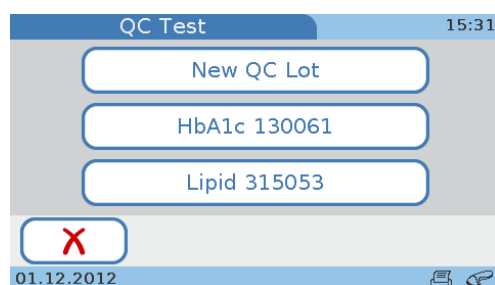 QC Test
15:31
New QC Lot
HbA1c 130061
Lipid 315053
X
01.12.2012